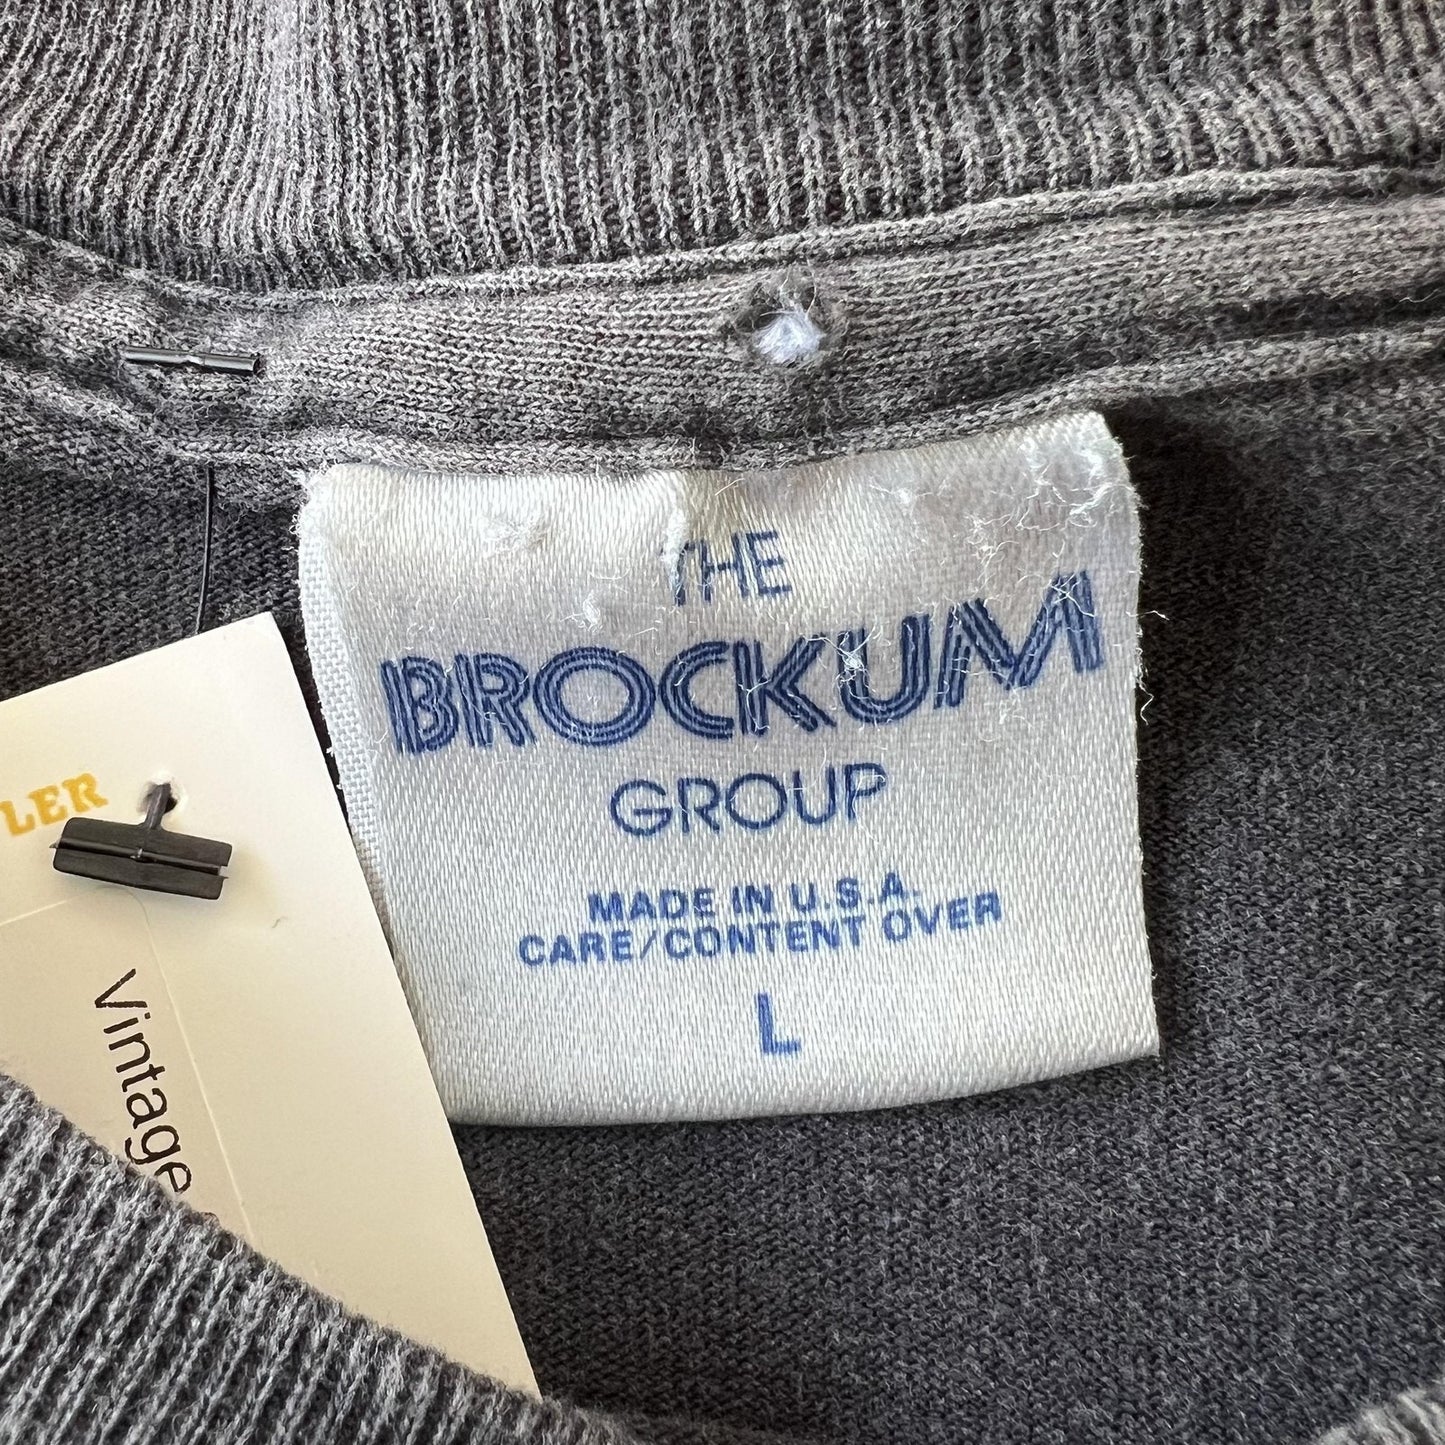 THE
BROCKUM
GROUP
MADE IN U.S.A.
CARE/CONTENT OVER
L
LER
Vintage